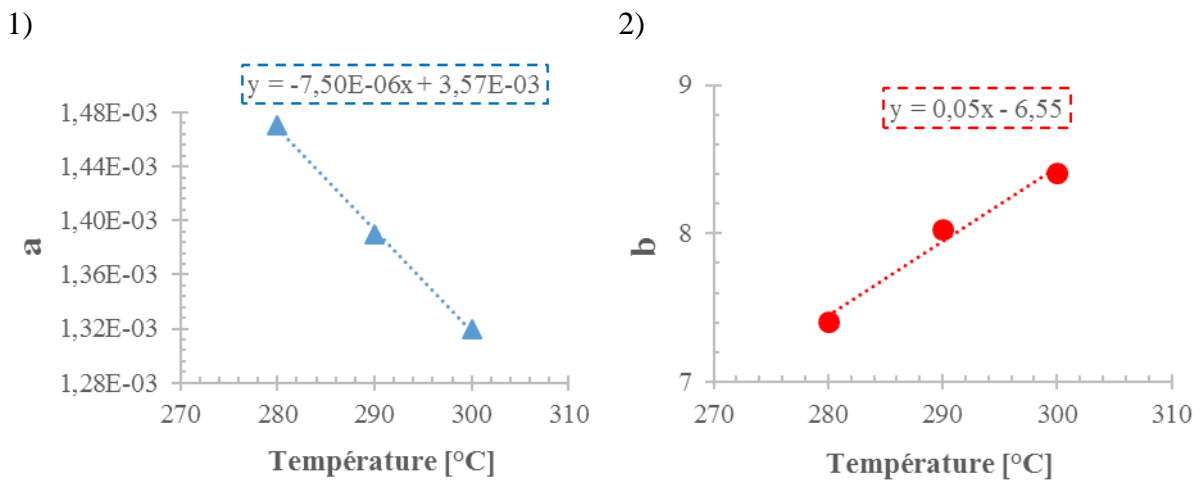 1)
y = -7,50E-06x + 3,57E-03
1,48E-03
1,44E-03
1,40E-03
1,36E-03
1,32E-03
1,28E-03
a
270 280 290 300 310
Température [°C]
2)
y = 0,05x - 6,55
9
8
7
b
270 280 290 300 310
Température [°C]